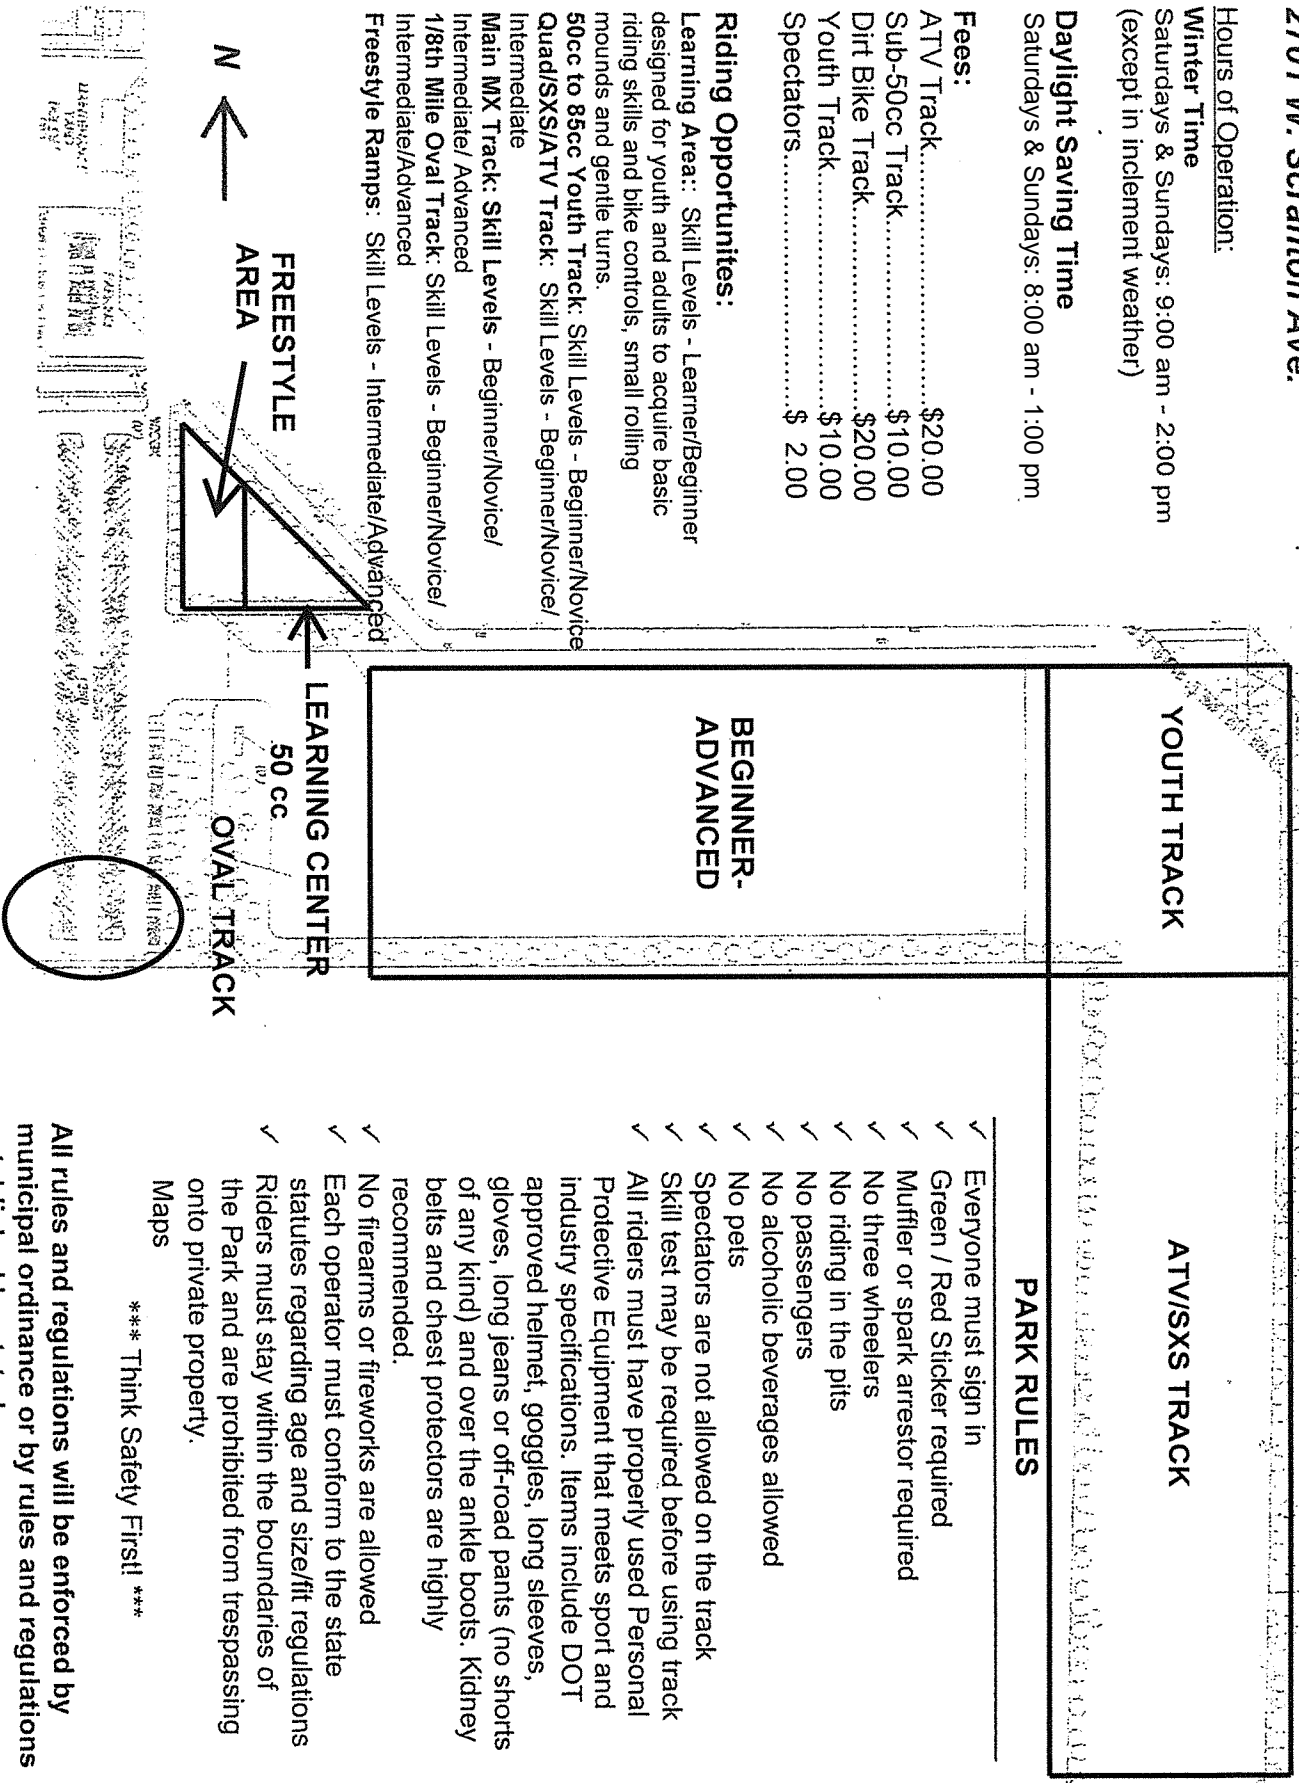 2701 W. Scranton Ave.
Hours of Operation:
Winter Time
Saturdays & Sundays: 9:00 am - 2:00 pm
(except in inclement weather)
Daylight Saving Time
Saturdays & Sundays: 8:00 am - 1:00 pm
Fees:
ATV Track.................................$20.00
Sub-50cc Track.........................$10.00
Dirt Bike Track..........................$20.00
Youth Track..............................$10.00
Spectators................................$ 2.00
Riding Opportunites:
Learning Area:: Skill Levels - Learner/Beginner
designed for youth and adults to acquire basic
riding skills and bike controls, small rolling
mounds and gentle turns.
50cc to 85cc Youth Track: Skill Levels - Beginner/Novice
Quad/SXS/ATV Track: Skill Levels - Beginner/Novice/
Intermediate
Main MX Track: Skill Levels - Beginner/Novice/
Intermediate/ Advanced
1/8th Mile Oval Track: Skill Levels - Beginner/Novice/
Intermediate/Advanced
Freestyle Ramps: Skill Levels - Intermediate/Advanced
N
FREESTYLE
AREA
YOUTH TRACK
ATV/SXS TRACK
BEGINNER-
ADVANCED
LEARNING CENTER
50 cc
OVAL TRACK
PARK RULES
✓ Everyone must sign in
✓ Green / Red Sticker required
✓ Muffler or spark arrestor required
✓ No three wheelers
✓ No riding in the pits
✓ No passengers
✓ No alcoholic beverages allowed
✓ No pets
✓ Spectators are not allowed on the track
✓ Skill test may be required before using track
✓ All riders must have properly used Personal
Protective Equipment that meets sport and
industry specifications. Items include DOT
approved helmet, goggles, long sleeves,
gloves, long jeans or off-road pants (no shorts
of any kind) and over the ankle boots. Kidney
belts and chest protectors are highly
recommended.
✓ No firearms or fireworks are allowed
✓ Each operator must conform to the state
statutes regarding age and size/fit regulations
✓ Riders must stay within the boundaries of
the Park and are prohibited from trespassing
onto private property.
Maps
*** Think Safety First! ***
All rules and regulations will be enforced by
municipal ordinance or by rules and regulations